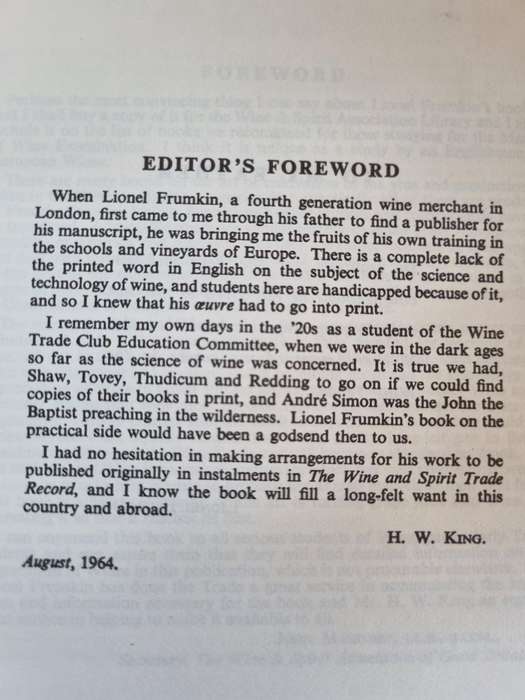 FOREWORD
EDITOR'S FOREWORD
When Lionel Frumkin, a fourth generation wine merchant in
London, first came to me through his father to find a publisher for
his manuscript, he was bringing me the fruits of his own training in
the schools and vineyards of Europe. There is a complete lack of
the printed word in English on the subject of the science and
technology of wine, and students here are handicapped because of it,
and so I knew that his œuvre had to go into print.
I remember my own days in the '20s as a student of the Wine
Trade Club Education Committee, when we were in the dark ages
so far as the science of wine was concerned. It is true we had,
Shaw, Tovey, Thudicum and Redding to go on if we could find
copies of their books in print, and André Simon was the John the
Baptist preaching in the wilderness. Lionel Frumkin's book on the
practical side would have been a godsend then to us.
I had no hesitation in making arrangements for his work to be
published originally in instalments in The Wine and Spirit Trade
Record, and I know the book will fill a long-felt want in this
country and abroad.
H. W. KING.
August, 1964.